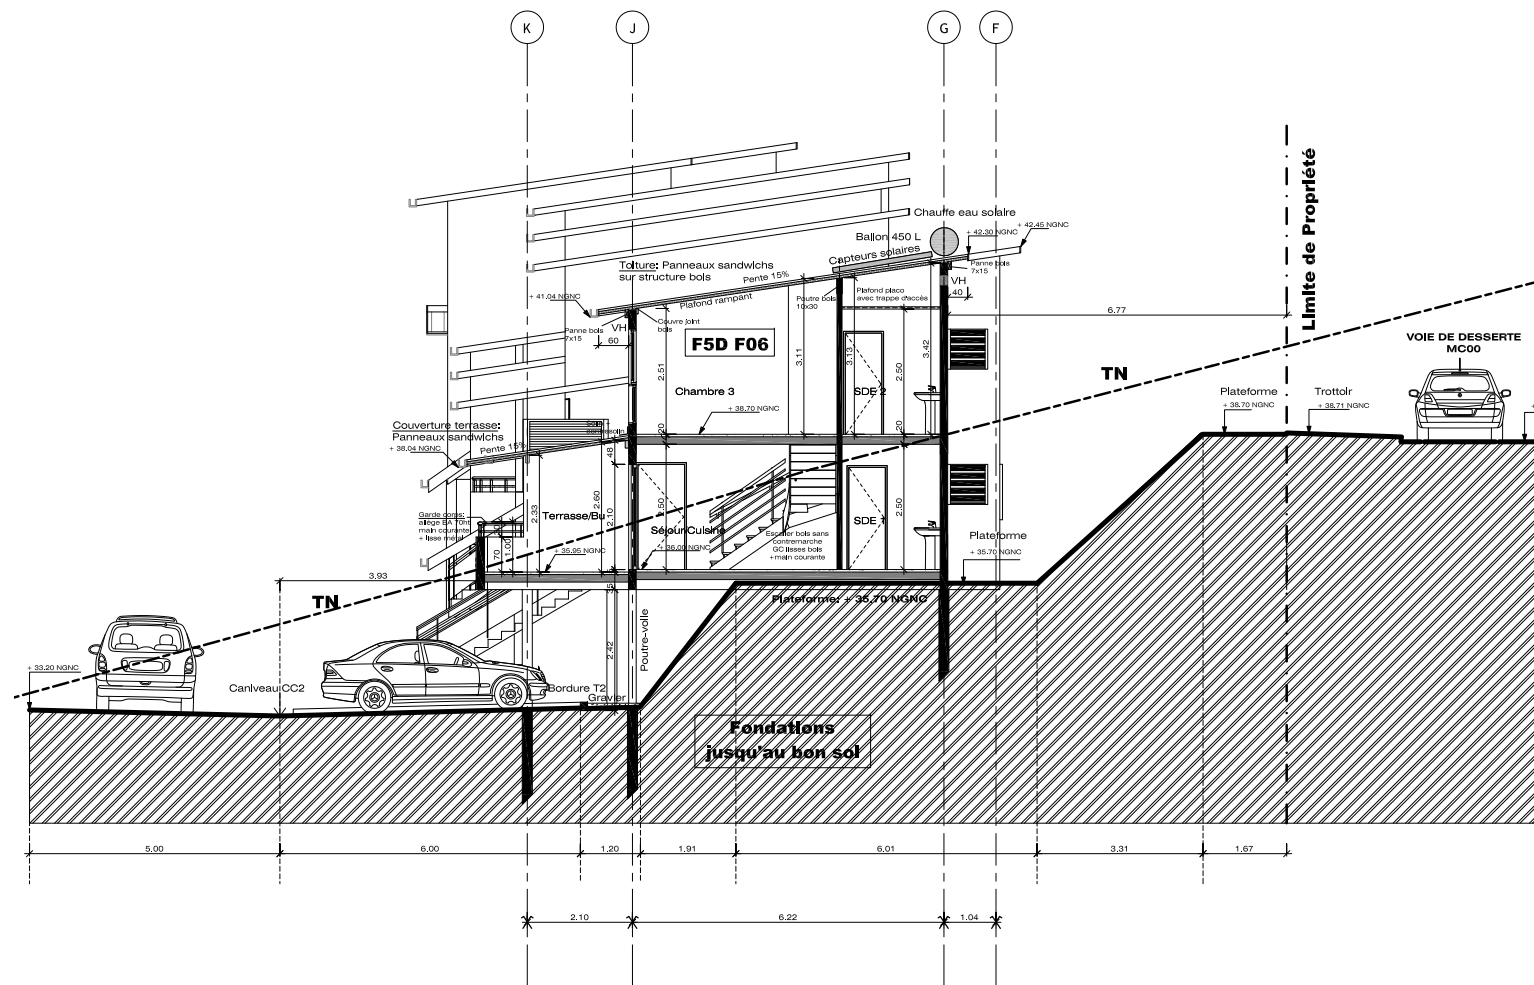 K
J
G
F
Limite de Propriété
Chauffe eau solaire
+ 42.45 NGNC
+ 42.30 NGNC
Ballon 450 L
Capteurs solaires
Panne bois
7x15
VH
40
Toiture: Panneaux sandwichs
sur structure bois
Pente 15%
Plafond rampant
Poutre bois
10x30
Plafond placo
avec trappe d'accès
+ 41.04 NGNC
Couvre joint
bois
Panne bois
7x15
VH
60
6.77
F5D F06
VOIE DE DESSERTE
MC00
TN
2.51
3.11
3.13
2.50
3.42
Chambre 3
SDE 2
Plateforme
+ 38.70 NGNC
Trottoir
+ 38.71 NGNC
+ 38.70 NGNC
20
20
Couverture terrasse:
Panneaux sandwichs
Pente 15%
+ 38.04 NGNC
48
2.33
2.60
2.10
2.50
2.50
Garde corps:
allège BA 70ht
main courante
+ lisse métal
Terrasse/Bu
Séjour Cuisine
SDE 1
Escalier bois sans
contremarche
GC lisses bois
+main courante
70
1.00
+ 35.95 NGNC
+ 36.00 NGNC
Plateforme
+ 35.70 NGNC
3.93
TN
Plateforme: + 35.70 NGNC
2.42
Poutre-voile
+ 33.20 NGNC
Caniveau CC2
Bordure T2
Gravier
Fondations
jusqu'au bon sol
5.00
6.00
1.20
1.91
6.01
3.31
1.67
2.10
6.22
1.04